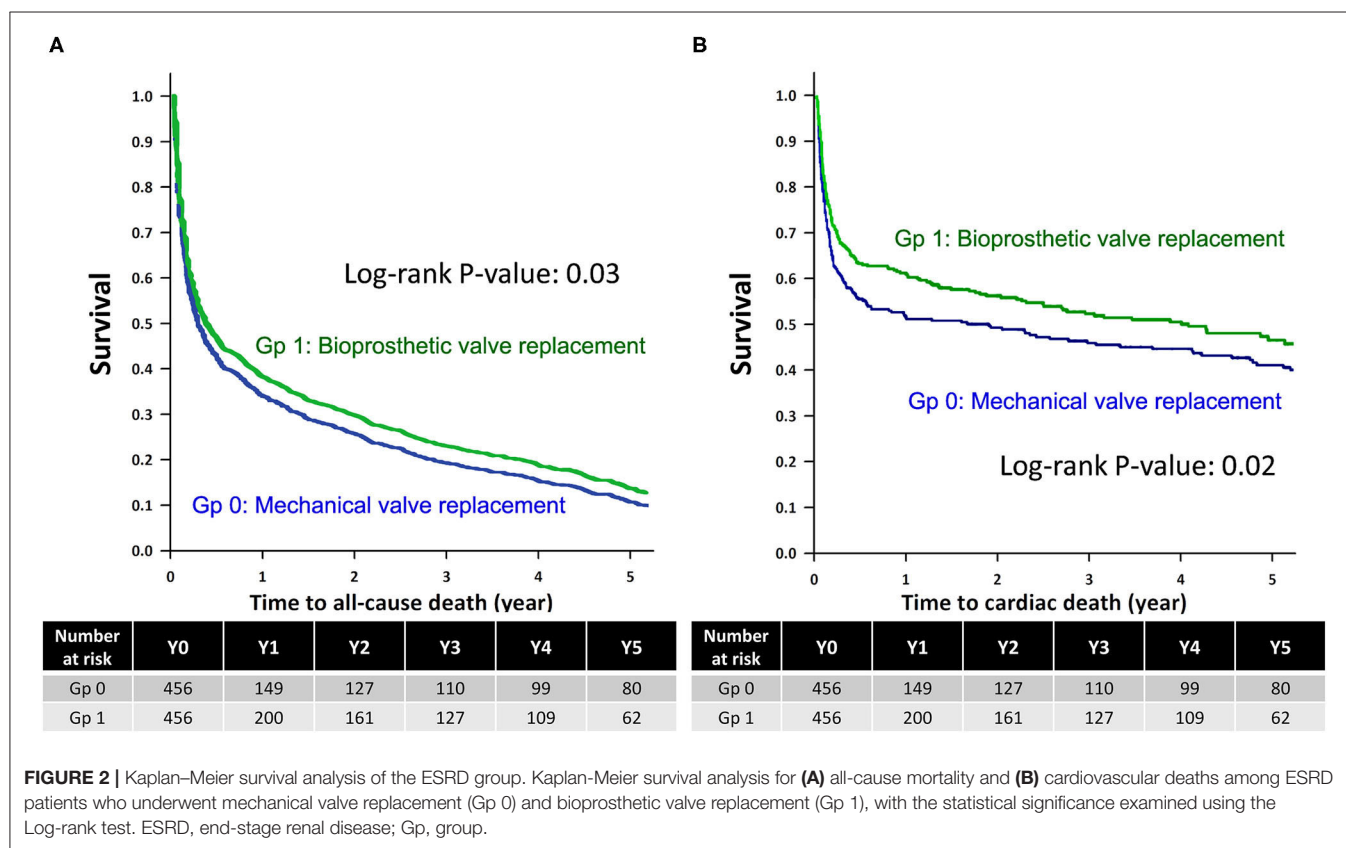 A
1.0
0.9
0.8
0.7
0.6
0.5
0.4
0.3
0.2
0.1
0.0
Survival
Log-rank P-value: 0.03
Gp 1: Bioprosthetic valve replacement
Gp 0: Mechanical valve replacement
0 1 2 3 4 5
Time to all-cause death (year)
Number at risk Y0 Y1 Y2 Y3 Y4 Y5
Gp 0 456 149 127 110 99 80
Gp 1 456 200 161 127 109 62
B
1.0
0.9
0.8
0.7
0.6
0.5
0.4
0.3
0.2
0.1
0.0
Survival
Gp 1: Bioprosthetic valve replacement
Gp 0: Mechanical valve replacement
Log-rank P-value: 0.02
0 1 2 3 4 5
Time to cardiac death (year)
Number at risk Y0 Y1 Y2 Y3 Y4 Y5
Gp 0 456 149 127 110 99 80
Gp 1 456 200 161 127 109 62
FIGURE 2 | Kaplan–Meier survival analysis of the ESRD group. Kaplan-Meier survival analysis for (A) all-cause mortality and (B) cardiovascular deaths among ESRD
patients who underwent mechanical valve replacement (Gp 0) and bioprosthetic valve replacement (Gp 1), with the statistical significance examined using the
Log-rank test. ESRD, end-stage renal disease; Gp, group.